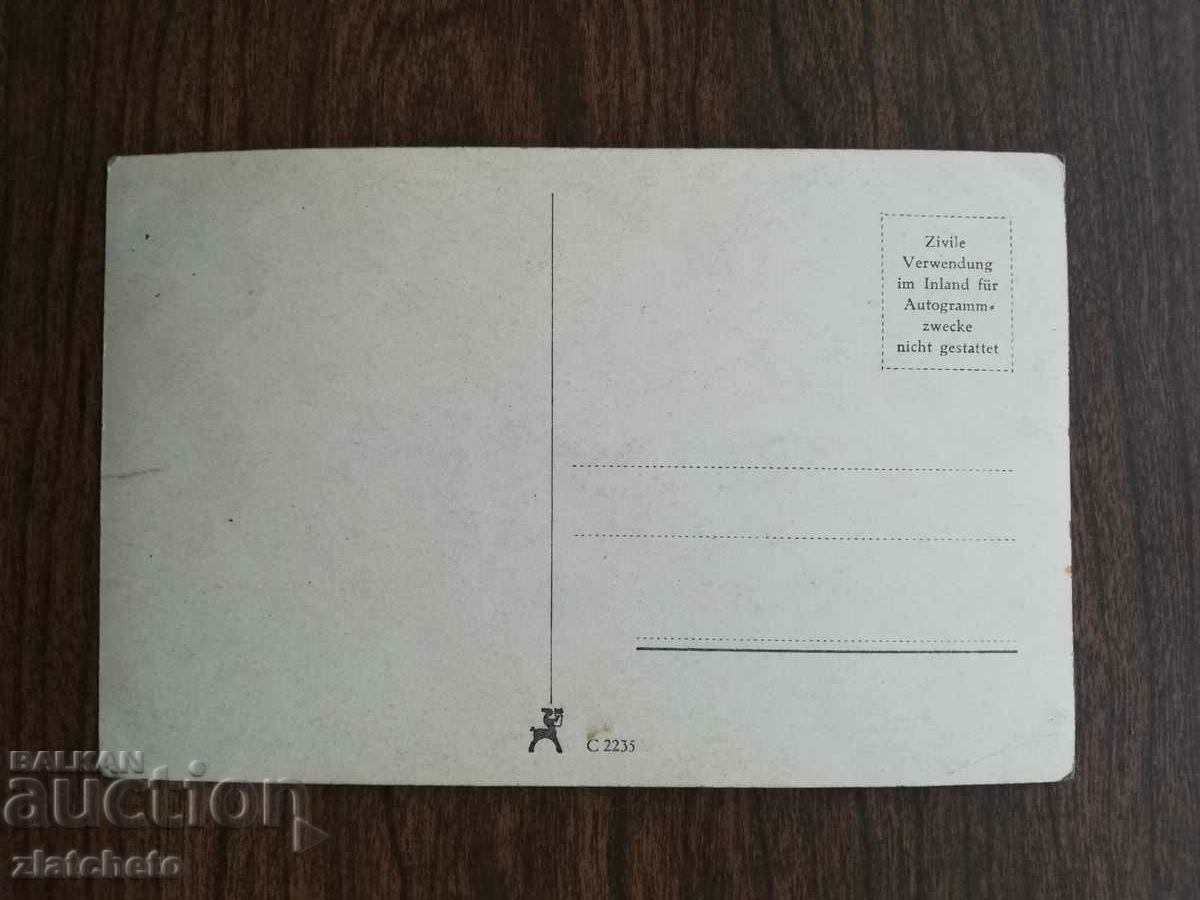 Zivile
Verwendung
im Inland für
Autogramm-
zwecke
nicht gestattet
C 2235
BALKAN
auction
zlatcheto